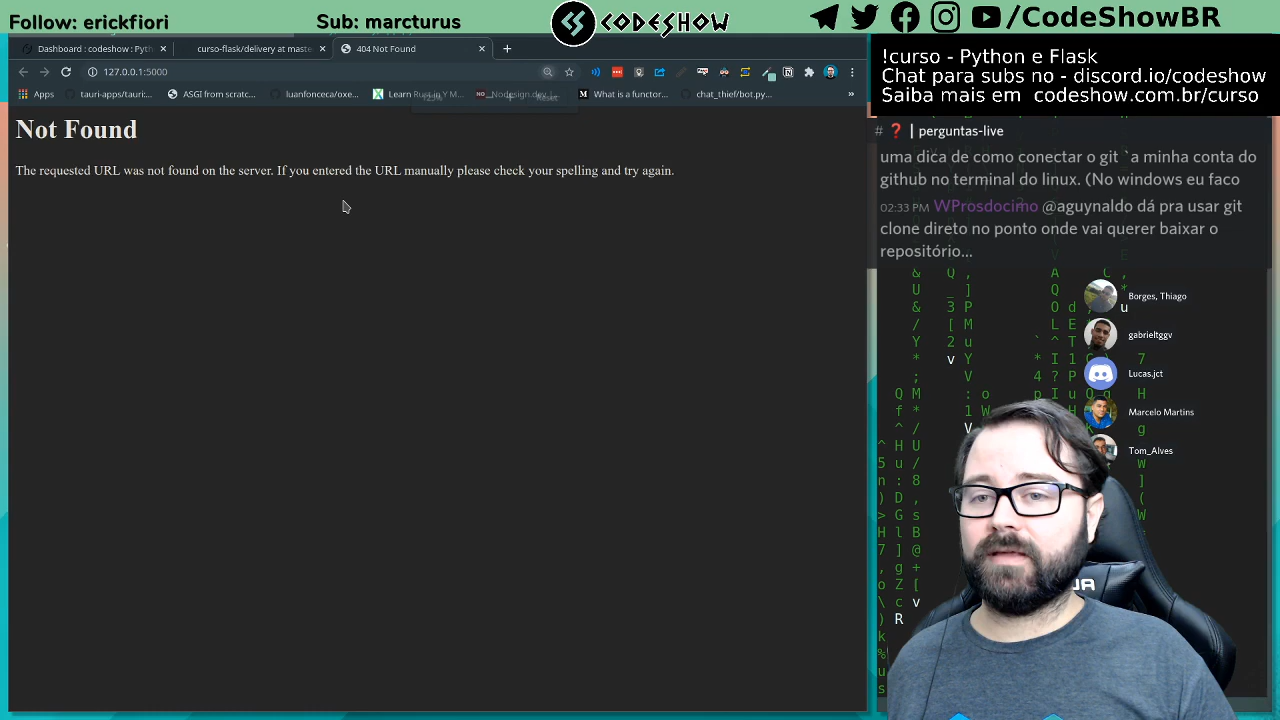 Follow: erickfiori
Sub: marcturus
CODESHOW
/CodeShowBR
Dashboard : codeshow : Pyth
curso-flask/delivery at maste
404 Not Found
127.0.0.1:5000
Apps
tauri-apps/tauri:...
ASGI from scratc...
luanfonceca/oxe...
Learn Rust in Y M...
Nodesign.dev |...
What is a functor...
chat_thief/bot.py...
»
Not Found
The requested URL was not found on the server. If you entered the URL manually please check your spelling and try again.
!curso - Python e Flask
Chat para subs no - discord.io/codeshow
Saiba mais em codeshow.com.br/curso
# ❓ | perguntas-live
uma dica de como conectar o git `a minha conta do
github no terminal do linux. (No windows eu faco
02:33 PM WProsdocimo @aguynaldo dá pra usar git
clone direto no ponto onde vai querer baixar o
repositório...
Borges, Thiago
gabrieltggv
Lucas.jct
Marcelo Martins
Tom_Alves